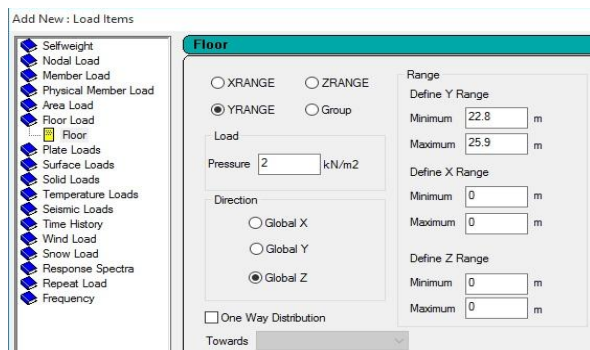 Add New : Load Items
Selfweight
Nodal Load
Member Load
Physical Member Load
Area Load
Floor Load
Floor
Plate Loads
Surface Loads
Solid Loads
Temperature Loads
Seismic Loads
Time History
Wind Load
Snow Load
Response Spectra
Repeat Load
Frequency
Floor
XRANGE ZRANGE
YRANGE Group
Load
Pressure 2 kN/m2
Direction
Global X
Global Y
Global Z
One Way Distribution
Towards
Range
Define Y Range
Minimum 22.8 m
Maximum 25.9 m
Define X Range
Minimum 0 m
Maximum 0 m
Define Z Range
Minimum 0 m
Maximum 0 m